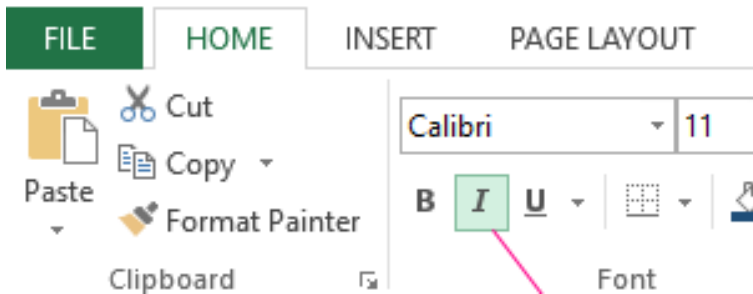 FILE HOME INSERT PAGE LAYOUT
Cut
Calibri 11
Copy
Paste
B I U
Format Painter
Clipboard Font